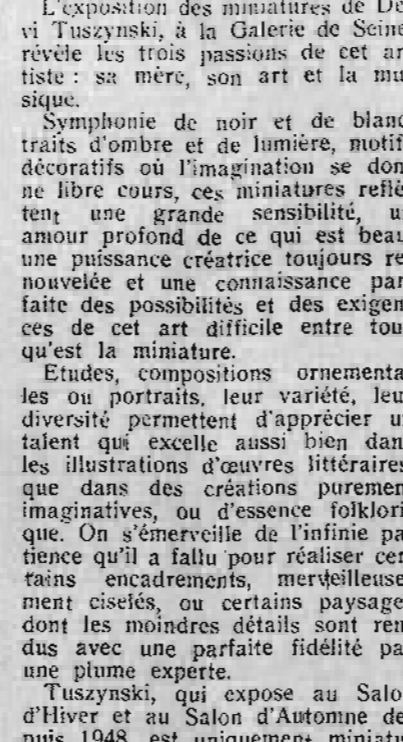 L'exposition des miniatures de De
vi Tuszynski, à la Galerie de Seine
révèle les trois passions de cet ar
tiste : sa mère, son art et la mu
sique.
Symphonie de noir et de blanc
traits d'ombre et de lumière, motif
décoratifs où l'imagination se don
ne libre cours, ces miniatures reflè
tent une grande sensibilité, u
amour profond de ce qui est beau
une puissance créatrice toujours re
nouvelée et une connaissance par
faite des possibilités et des exigen
ces de cet art difficile entre tou
qu'est la miniature.
Etudes, compositions ornementa
les ou portraits, leur variété, leu
diversité permettent d'apprécier u
talent qui excelle aussi bien dan
les illustrations d'œuvres littéraires
que dans des créations puremen
imaginatives, ou d'essence folklori
que. On s'émerveille de l'infinie pa
tience qu'il a fallu pour réaliser cer
tains encadrements, merveilleuse
ment ciselés, ou certains paysage
dont les moindres détails sont ren
dus avec une parfaite fidélité pa
une plume experte.
Tuszynski, qui expose au Salo
d'Hiver et au Salon d'Automne de
puis 1948, est uniquement miniatu